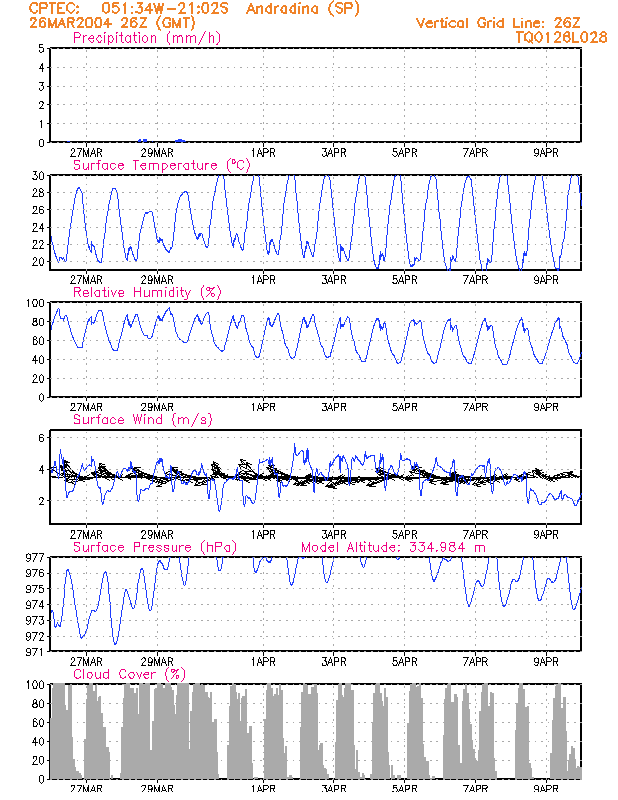 CPTEC: 051:34W-21:02S Andradina (SP)
26MAR2004 26Z (GMT) Vertical Grid Line: 26Z
Precipitation (mm/h) TQ0126L028
5
4
3
2
1
0
27MAR 29MAR 1APR 3APR 5APR 7APR 9APR
Surface Temperature (ºC)
30
28
26
24
22
20
27MAR 29MAR 1APR 3APR 5APR 7APR 9APR
Relative Humidity (%)
100
80
60
40
20
0
27MAR 29MAR 1APR 3APR 5APR 7APR 9APR
Surface Wind (m/s)
6
4
2
27MAR 29MAR 1APR 3APR 5APR 7APR 9APR
Surface Pressure (hPa) Model Altitude: 334.984 m
977
976
975
974
973
972
971
27MAR 29MAR 1APR 3APR 5APR 7APR 9APR
Cloud Cover (%)
100
80
60
40
20
0
27MAR 29MAR 1APR 3APR 5APR 7APR 9APR